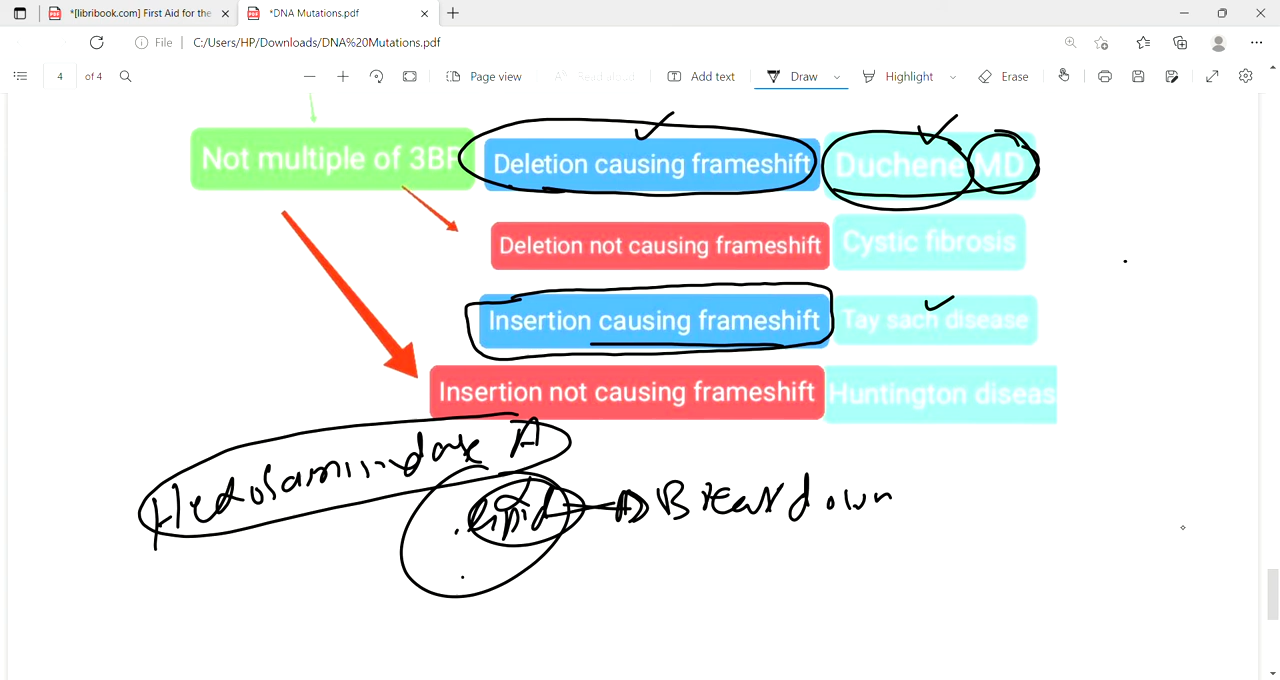 *[libribook.com] First Aid for the
*DNA Mutations.pdf
File
C:/Users/HP/Downloads/DNA%20Mutations.pdf
4 of 4
Page view
Read aloud
Add text
Draw
Highlight
Erase
Not multiple of 3BP
Deletion causing frameshift
Duchene MD
Deletion not causing frameshift
Cystic fibrosis
Insertion causing frameshift
Tay sach disease
Insertion not causing frameshift
Huntington diseas
A
lipid
Breakdown